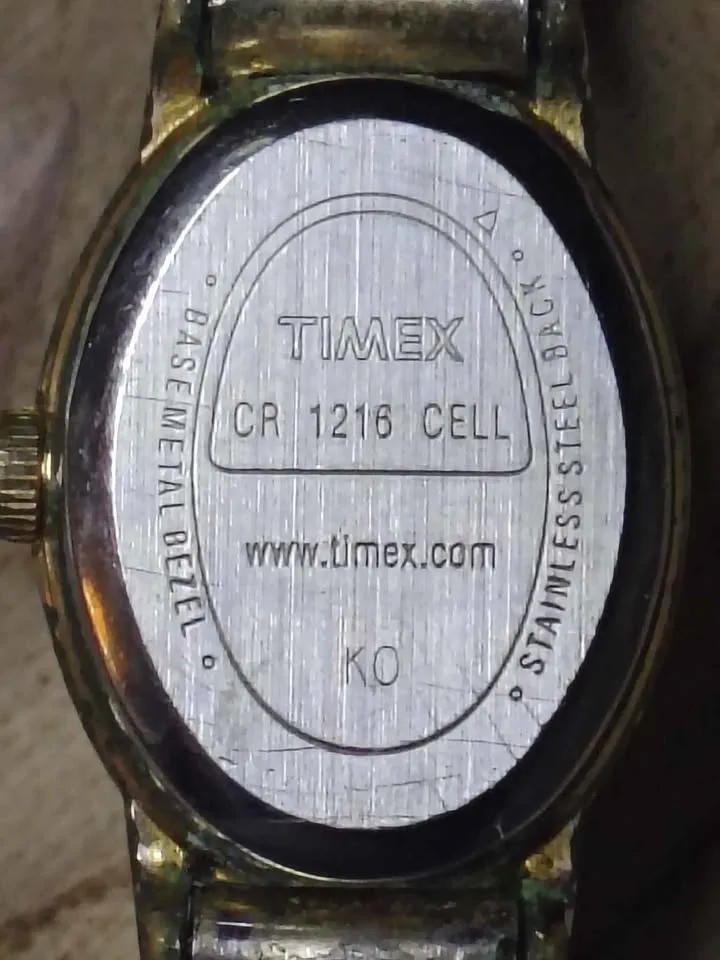 TIMEX
CR 1216 CELL
www.timex.com
KO
BASE METAL BEZEL
STAINLESS STEEL BACK